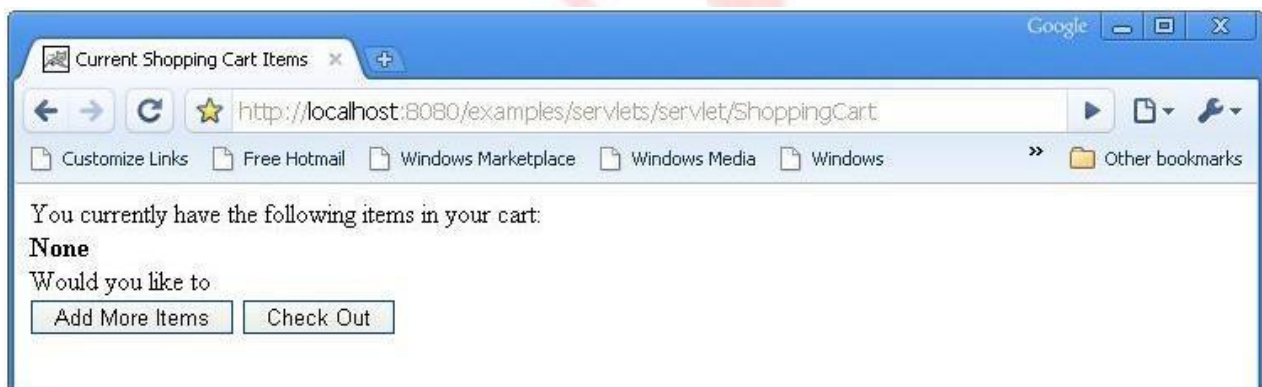 Google
Current Shopping Cart Items
http://localhost:8080/examples/servlets/servlet/ShoppingCart
Customize Links Free Hotmail Windows Marketplace Windows Media Windows » Other bookmarks
You currently have the following items in your cart:
None
Would you like to
Add More Items Check Out